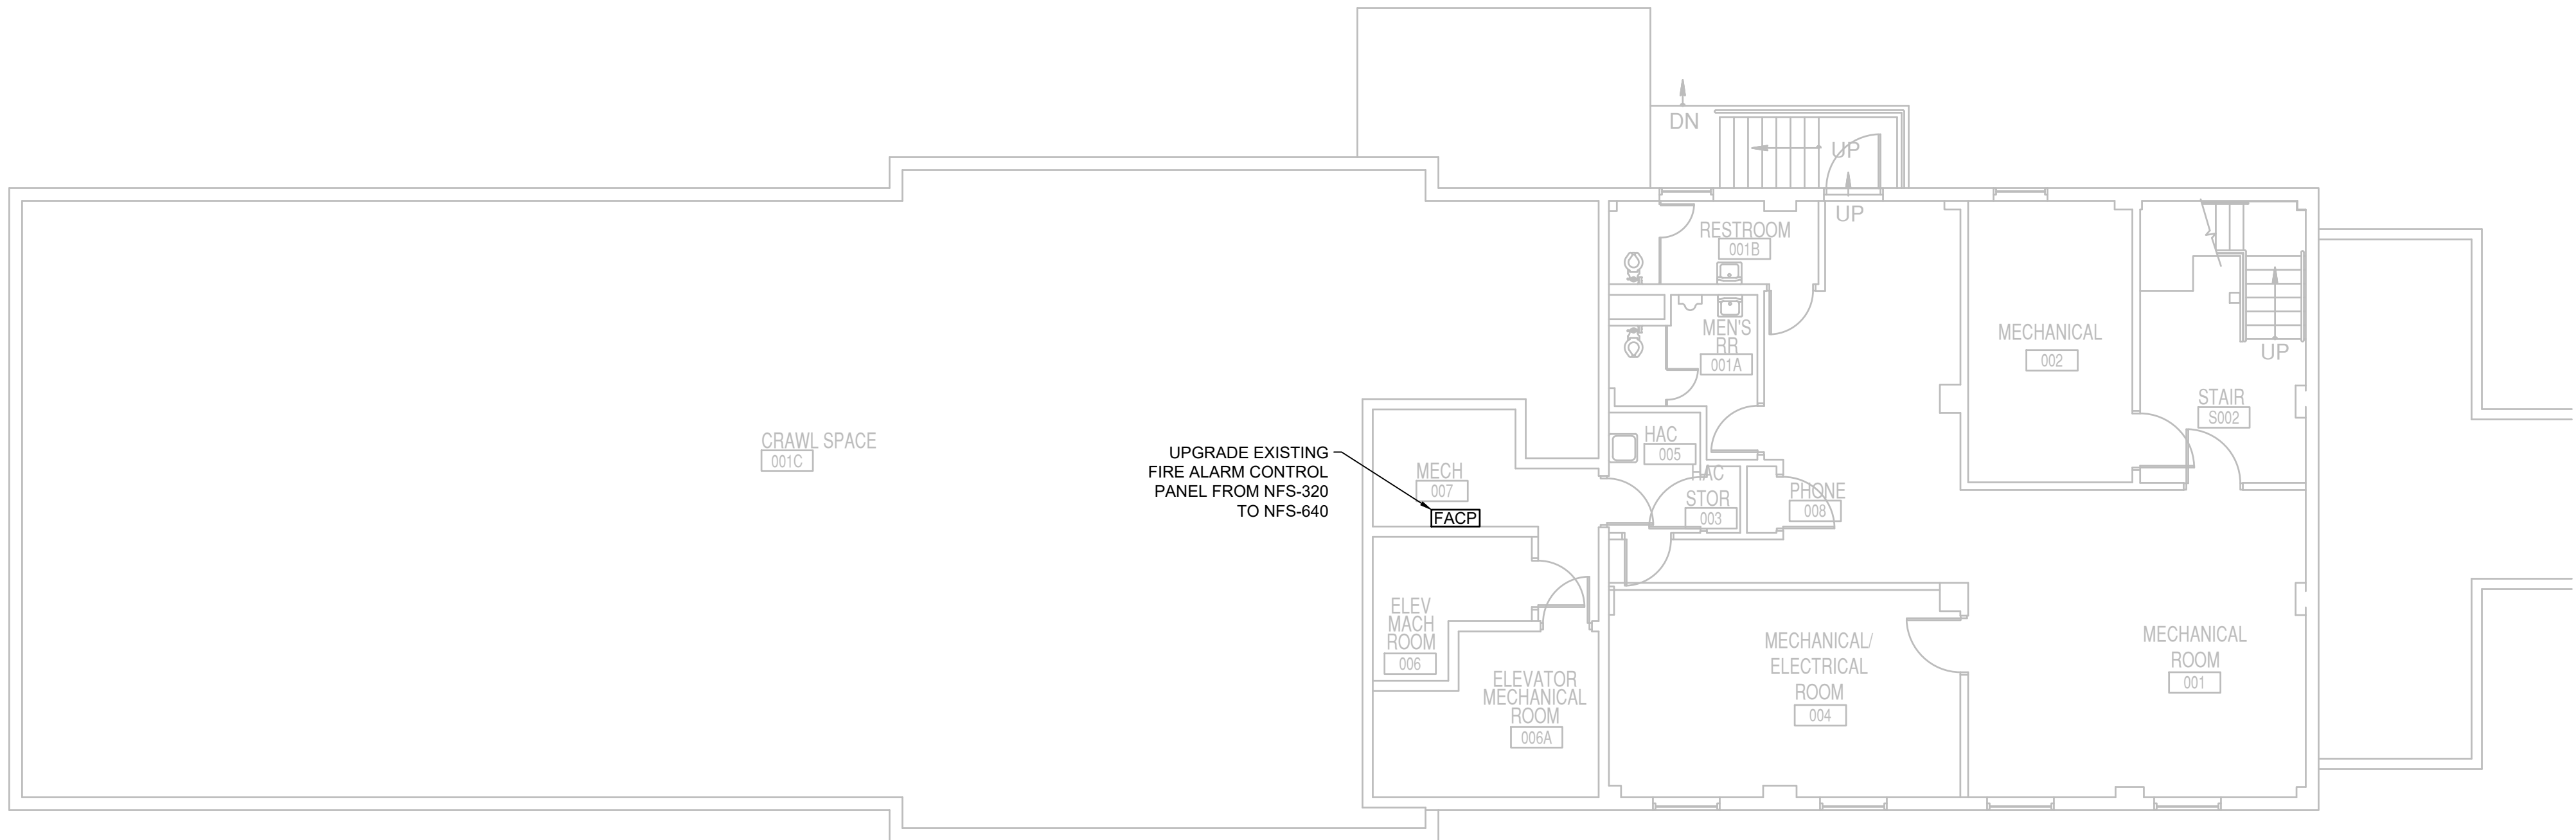 DN
UP
UP
RESTROOM
001B
MEN'S
RR
001A
MECHANICAL
002
UP
STAIR
S002
CRAWL SPACE
001C
UPGRADE EXISTING
FIRE ALARM CONTROL
PANEL FROM NFS-320
TO NFS-640
MECH
007
FACP
HAC
005
HAC
STOR
003
PHONE
008
ELEV
MACH
ROOM
006
ELEVATOR
MECHANICAL
ROOM
006A
MECHANICAL/
ELECTRICAL
ROOM
004
MECHANICAL
ROOM
001